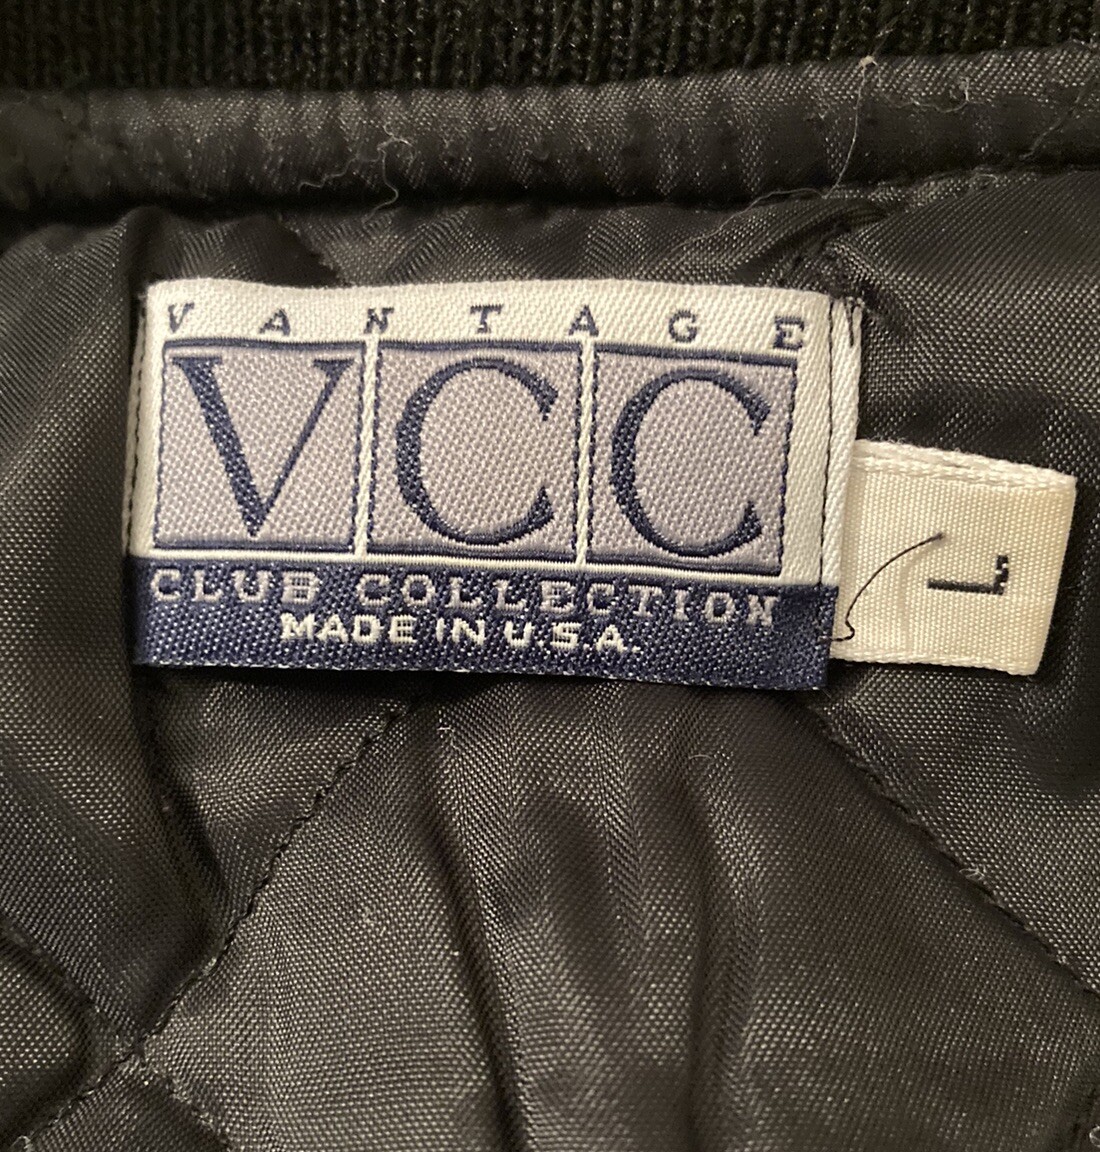 VANTAGE
VCC
CLUB COLLECTION
MADE IN U.S.A.
L